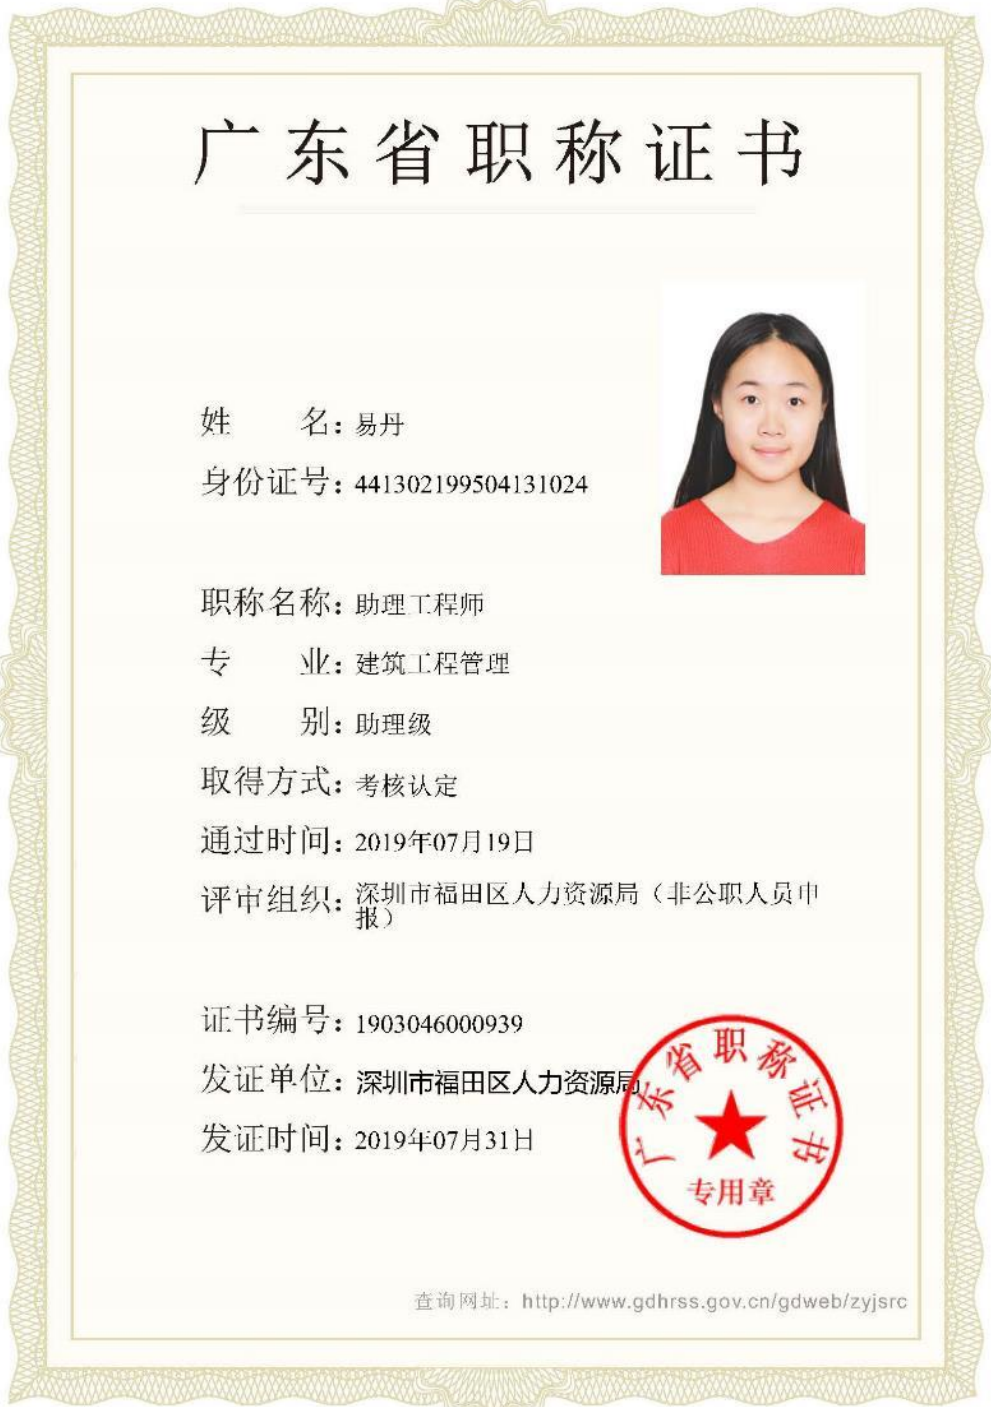 广东省职称证书
姓名：易丹
身份证号：441302199504131024
职称名称：助理工程师
专业：建筑工程管理
级别：助理级
取得方式：考核认定
通过时间：2019年07月19日
评审组织：深圳市福田区人力资源局（非公职人员申
报）
证书编号：1903046000939
发证单位：深圳市福田区人力资源局
发证时间：2019年07月31日
广东省职称证书
专用章
查询网址：http://www.gdhrss.gov.cn/gdweb/zyjsrc